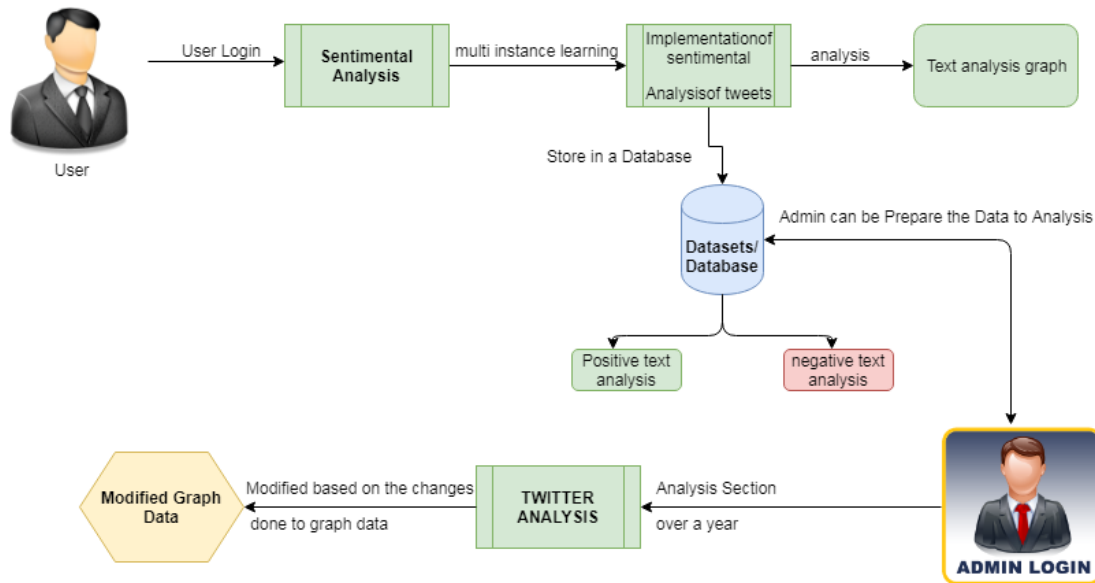 User Login
Sentimental
Analysis
multi instance learning
Implementationof
sentimental
Analysisof tweets
analysis
Text analysis graph
User
Store in a Database
Admin can be Prepare the Data to Analysis
Datasets/
Database
Positive text
analysis
negative text
analysis
Modified Graph
Data
Modified based on the changes
done to graph data
TWITTER
ANALYSIS
Analysis Section
over a year
ADMIN LOGIN